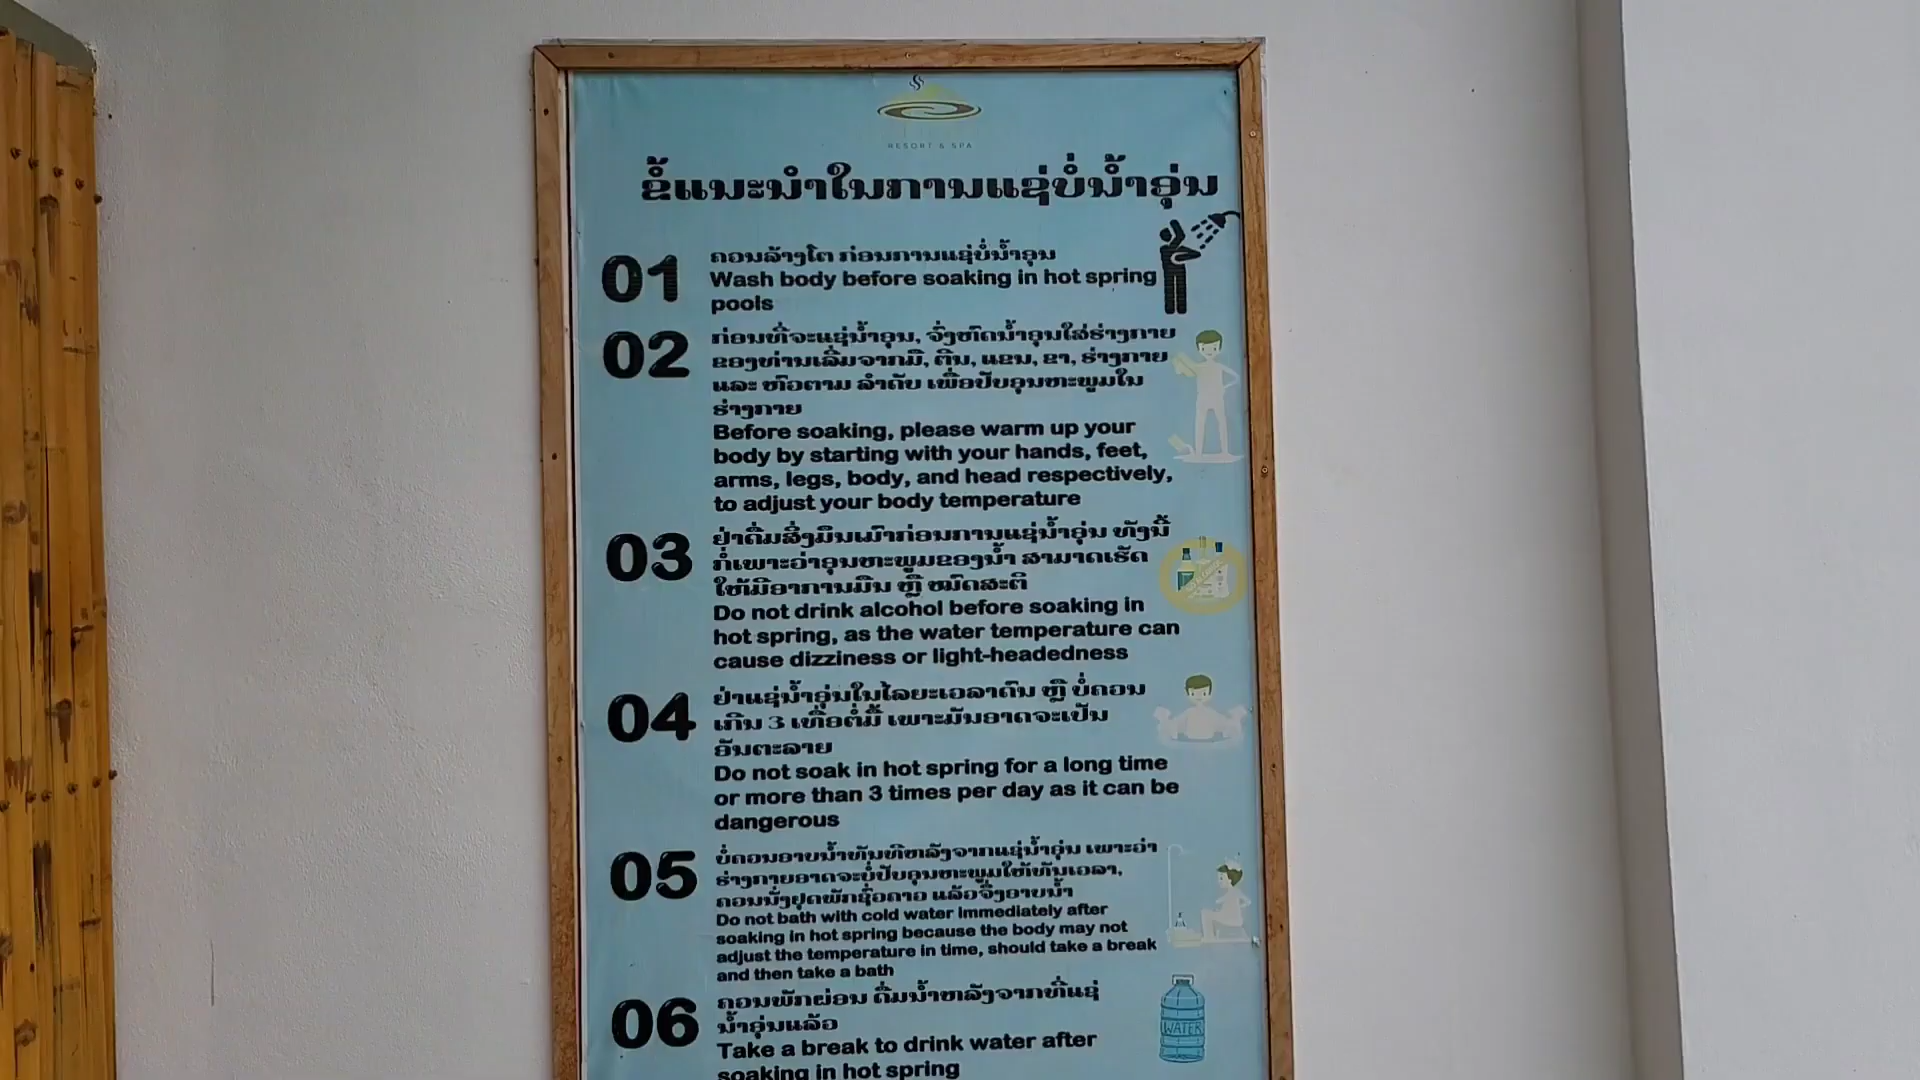 RESORT & SPA
ຂໍ້ແນະນຳໃນການແຊ່ບໍ່ນ້ຳອຸ່ນ
01
ຄວນລ້າງໂຕ ກ່ອນການແຊ່ບໍ່ນ້ຳອຸນ
Wash body before soaking in hot spring
pools
02
ກ່ອນທີ່ຈະແຊ່ນ້ຳອຸນ, ຈົ່ງຫົດນ້ຳອຸນໃສ່ຮ່າງກາຍ
ຂອງທ່ານເລີ່ມຈາກມື, ຕີນ, ແຂນ, ຂາ, ຮ່າງກາຍ
ແລະ ຫົວຕາມ ລຳດັບ ເພື່ອປັບອຸນຫະພູມໃນ
ຮ່າງກາຍ
Before soaking, please warm up your
body by starting with your hands, feet,
arms, legs, body, and head respectively,
to adjust your body temperature
03
ຢ່າດື່ມສິ່ງມຶນເມົາກ່ອນການແຊ່ນ້ຳອຸ່ນ ທັງນີ້
ກໍ່ເພາະວ່າອຸນຫະພູມຂອງນ້ຳ ສາມາດເຮັດ
ໃຫ້ມີອາການມຶນ ຫຼື ໝົດສະຕິ
Do not drink alcohol before soaking in
hot spring, as the water temperature can
cause dizziness or light-headedness
04
ຢ່າແຊ່ນ້ຳອຸ່ນໃນໄລຍະເວລາດົນ ຫຼື ບໍ່ຄວນ
ເກີນ 3 ເທື່ອຕໍ່ມື້ ເພາະມັນອາດຈະເປັນ
ອັນຕະລາຍ
Do not soak in hot spring for a long time
or more than 3 times per day as it can be
dangerous
05
ບໍ່ຄວນອາບນ້ຳທັນທີຫລັງຈາກແຊ່ນ້ຳອຸ່ນ ເພາະວ່າ
ຮ່າງກາຍອາດຈະບໍ່ປັບອຸນຫະພູມໃຫ້ທັນເວລາ,
ຄວນນັ່ງຢຸດພັກຊົ່ວຄາວ ແລ້ວຈຶ່ງອາບນ້ຳ
Do not bath with cold water immediately after
soaking in hot spring because the body may not
adjust the temperature in time, should take a break
and then take a bath
06
ຄວນພັກຜ່ອນ ດື່ມນ້ຳຫລັງຈາກທີ່ແຊ່
ນ້ຳອຸ່ນແລ້ວ
Take a break to drink water after
soaking in hot spring
WATER